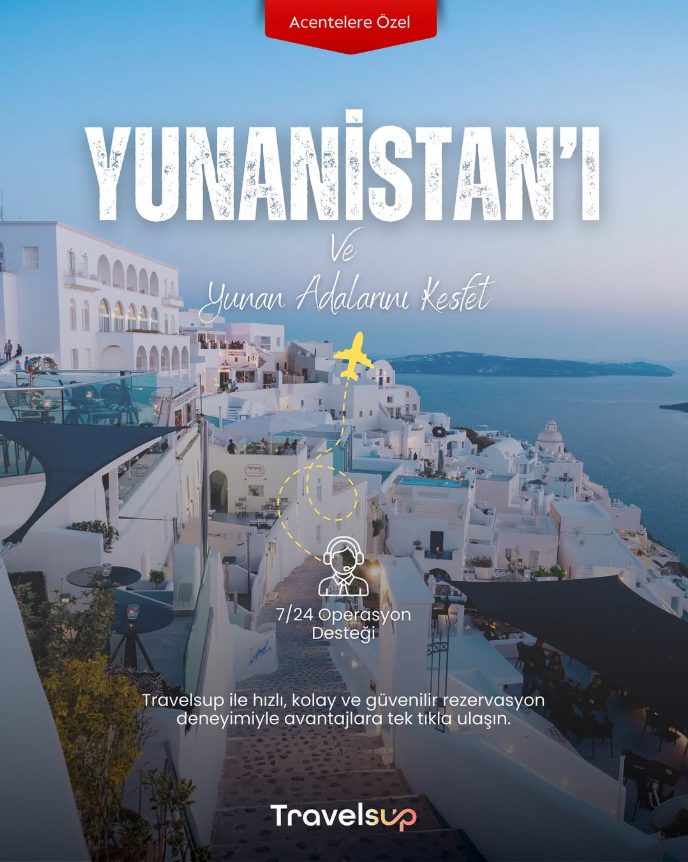 Acentelere Özel
YUNANİSTAN'I
Ve
Yunan Adalarını Keşfet
7/24 Operasyon
Desteği
Travelsup ile hızlı, kolay ve güvenilir rezervasyon
deneyimiyle avantajlara tek tıkla ulaşın.
Travelsup